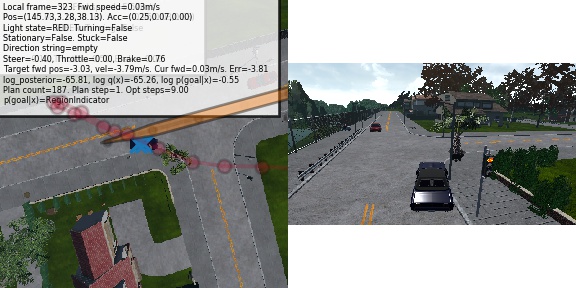 Local frame=323. Fwd speed=0.03m/s
Pos=(145.73,3.28,38.13). Acc=(0.25,0.07,0.00)
Light state=RED. Turning=False
Stationary=False. Stuck=False
Direction string=empty
Steer=-0.40, Throttle=0.00, Brake=0.76
Target fwd pos=-3.03, vel=-3.79m/s. Cur fwd=0.03m/s. Err=-3.81
log_posterior=-65.81, log q(x)=-65.26, log p(goal|x)=-0.55
Plan count=187. Plan step=1. Opt steps=9.00
p(goal|x)=RegionIndicator